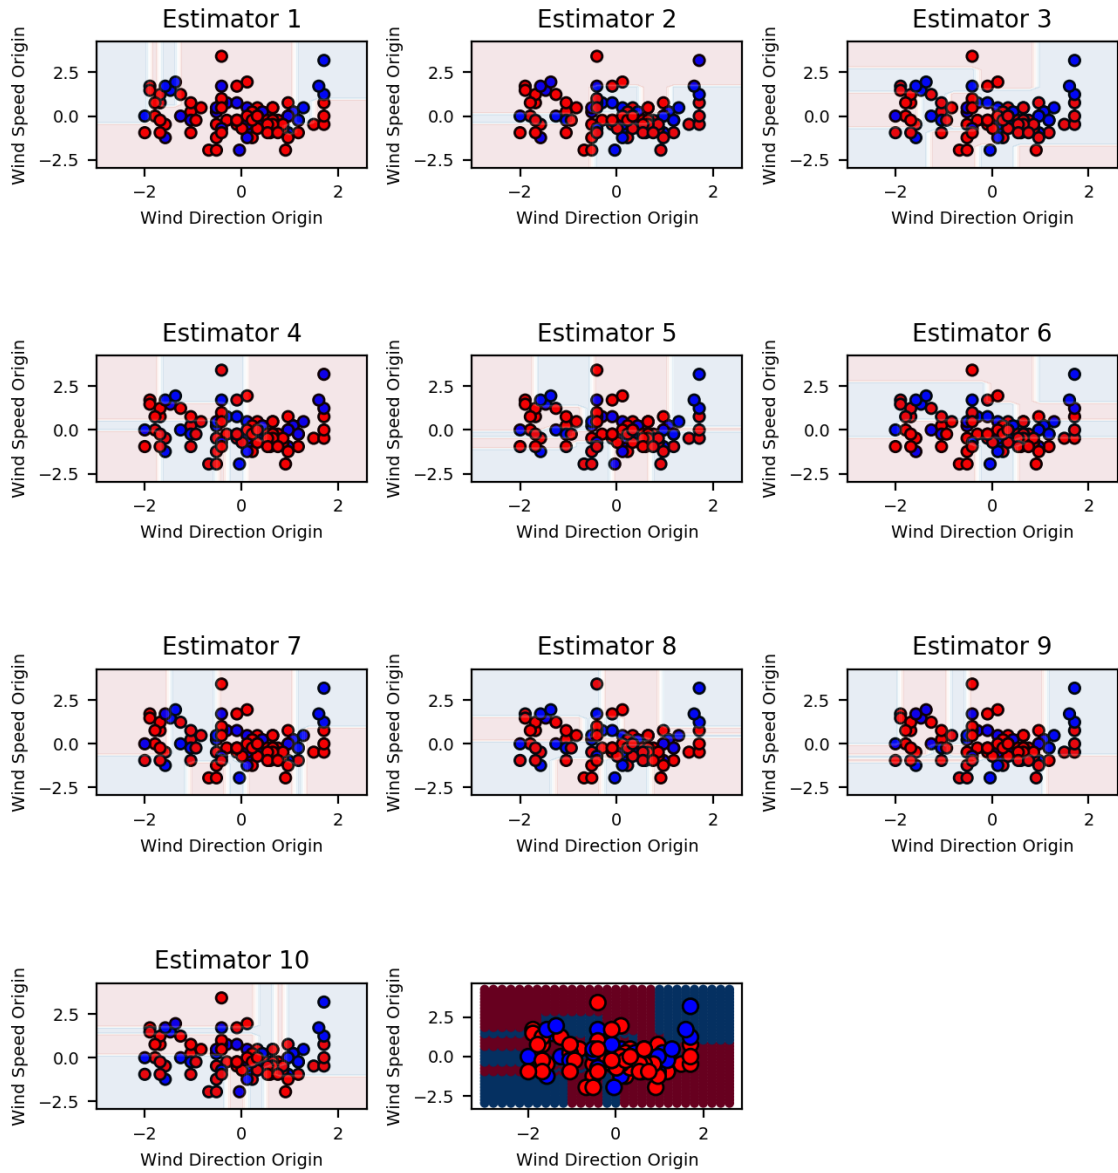 Estimator 1
Wind Speed Origin
2.5
0.0
−2.5
−2
0
2
Wind Direction Origin
Estimator 2
Wind Speed Origin
2.5
0.0
−2.5
−2
0
2
Wind Direction Origin
Estimator 3
Wind Speed Origin
2.5
0.0
−2.5
−2
0
2
Wind Direction Origin
Estimator 4
Wind Speed Origin
2.5
0.0
−2.5
−2
0
2
Wind Direction Origin
Estimator 5
Wind Speed Origin
2.5
0.0
−2.5
−2
0
2
Wind Direction Origin
Estimator 6
Wind Speed Origin
2.5
0.0
−2.5
−2
0
2
Wind Direction Origin
Estimator 7
Wind Speed Origin
2.5
0.0
−2.5
−2
0
2
Wind Direction Origin
Estimator 8
Wind Speed Origin
2.5
0.0
−2.5
−2
0
2
Wind Direction Origin
Estimator 9
Wind Speed Origin
2.5
0.0
−2.5
−2
0
2
Wind Direction Origin
Estimator 10
Wind Speed Origin
2.5
0.0
−2.5
−2
0
2
Wind Direction Origin
Wind Speed Origin
2.5
0.0
−2.5
−2
0
2
Wind Direction Origin